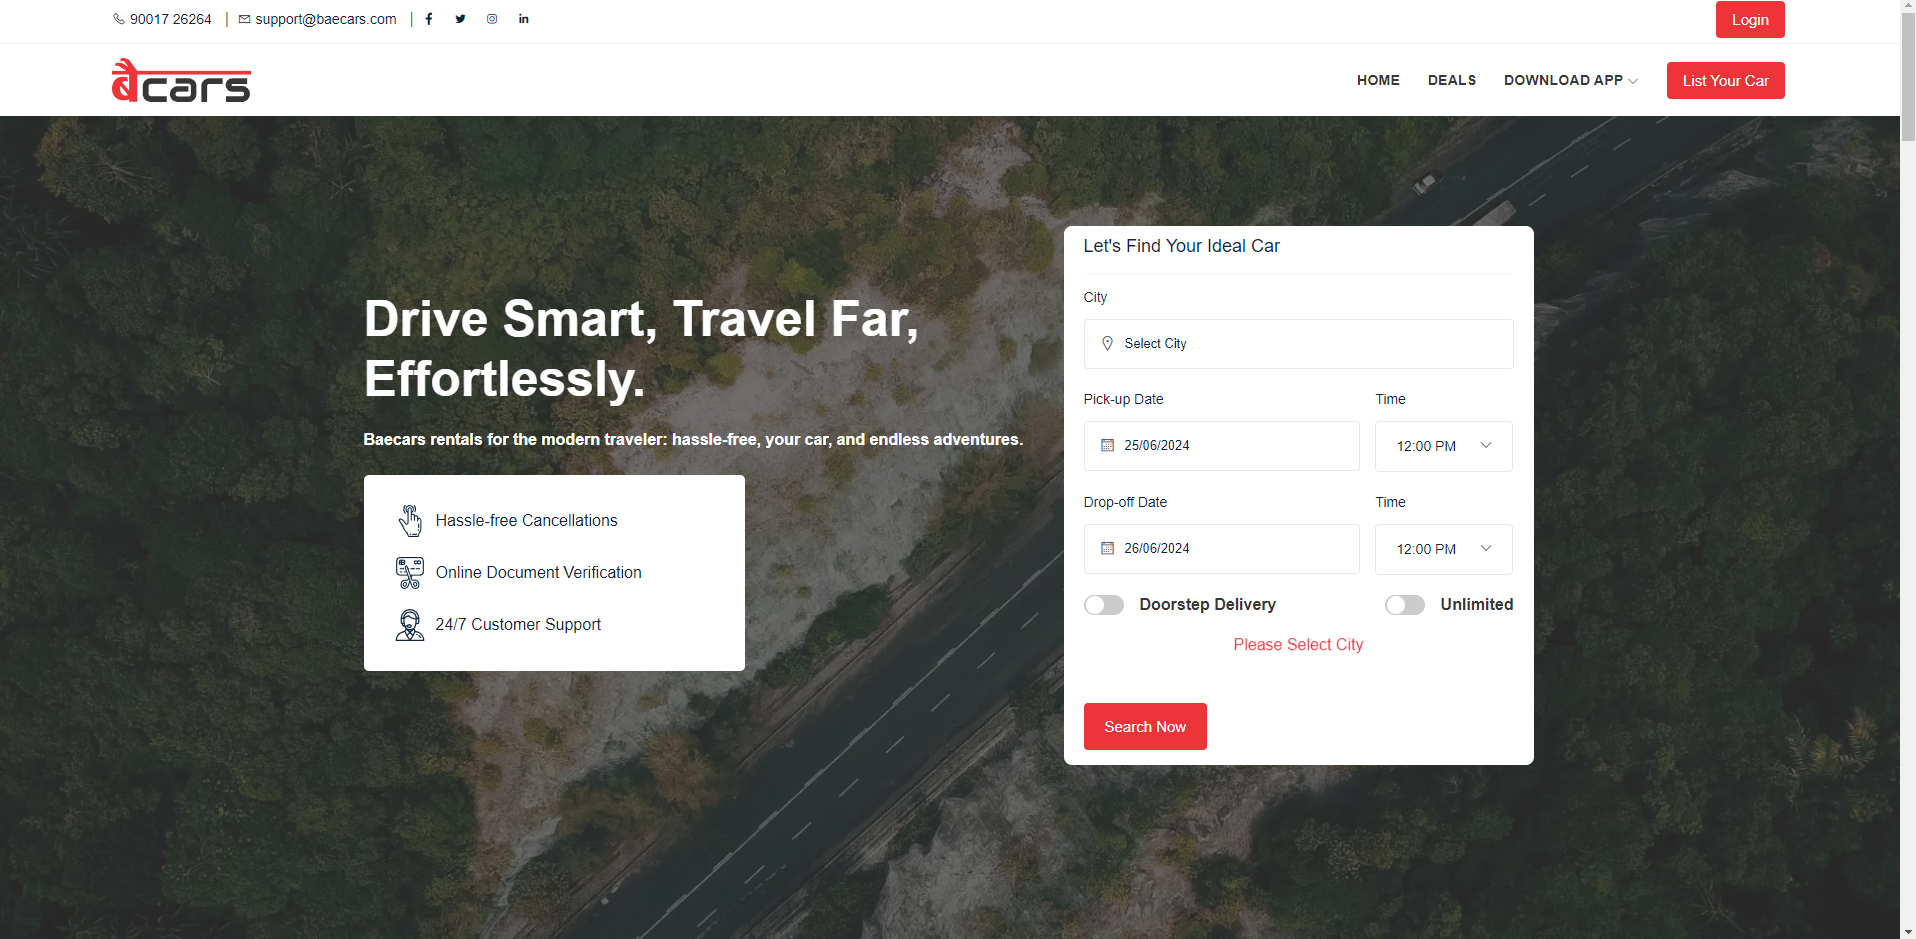 90017 26264 | support@baecars.com |
Login
cars
HOME DEALS DOWNLOAD APP List Your Car
Drive Smart, Travel Far,
Effortlessly.
Baecars rentals for the modern traveler: hassle-free, your car, and endless adventures.
Hassle-free Cancellations
Online Document Verification
24/7 Customer Support
Let's Find Your Ideal Car
City
Select City
Pick-up Date Time
25/06/2024 12:00 PM
Drop-off Date Time
26/06/2024 12:00 PM
Doorstep Delivery Unlimited
Please Select City
Search Now